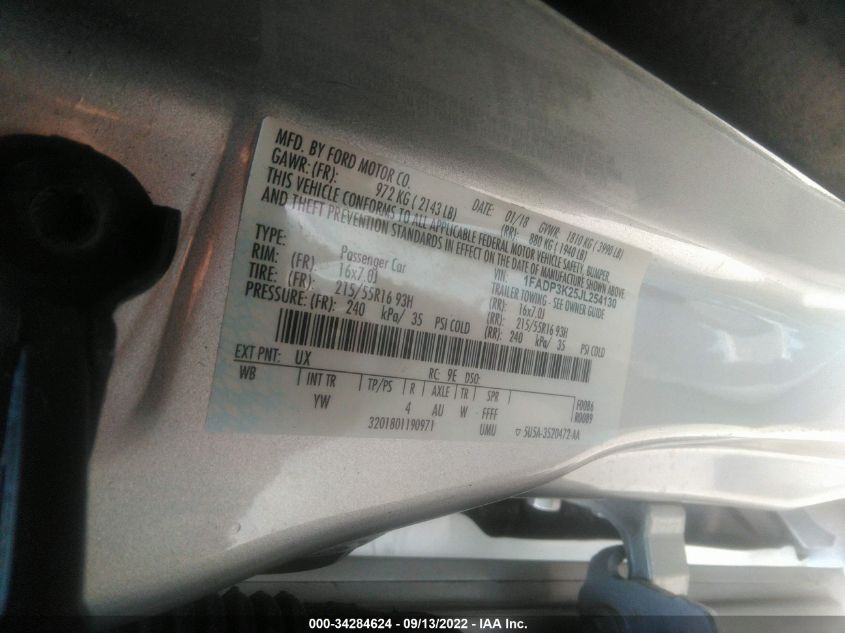 MFD. BY FORD MOTOR CO.
DATE: 01/18 GVWR: 1810 KG ( 3990 LB)
GAWR: (FR): 972 KG ( 2143 LB) (RR): 880 KG ( 1940 LB)
THIS VEHICLE CONFORMS TO ALL APPLICABLE FEDERAL MOTOR VEHICLE SAFETY, BUMPER
AND THEFT PREVENTION STANDARDS IN EFFECT ON THE DATE OF MANUFACTURE SHOWN ABOVE
VIN: 1FADP3K25JL254130
TYPE: Passenger Car TRAILER TOWING - SEE OWNER GUIDE
RIM: (FR) 16x7.0J (RR): 16x7.0J
TIRE: (FR): 215/55R16 93H (RR): 215/55R16 93H
PRESSURE: (FR): 240 kPa/ 35 PSI COLD (RR): 240 kPa/ 35 PSI COLD
EXT PNT: UX RC: 9E DSO:
WB INT TR TP/PS R AXLE TR SPR F0086
YW 4 AU W FFFF R0089
3201801190971 UMU ▽ 5U5A-3520472-AA
000-34284624 - 09/13/2022 - IAA Inc.